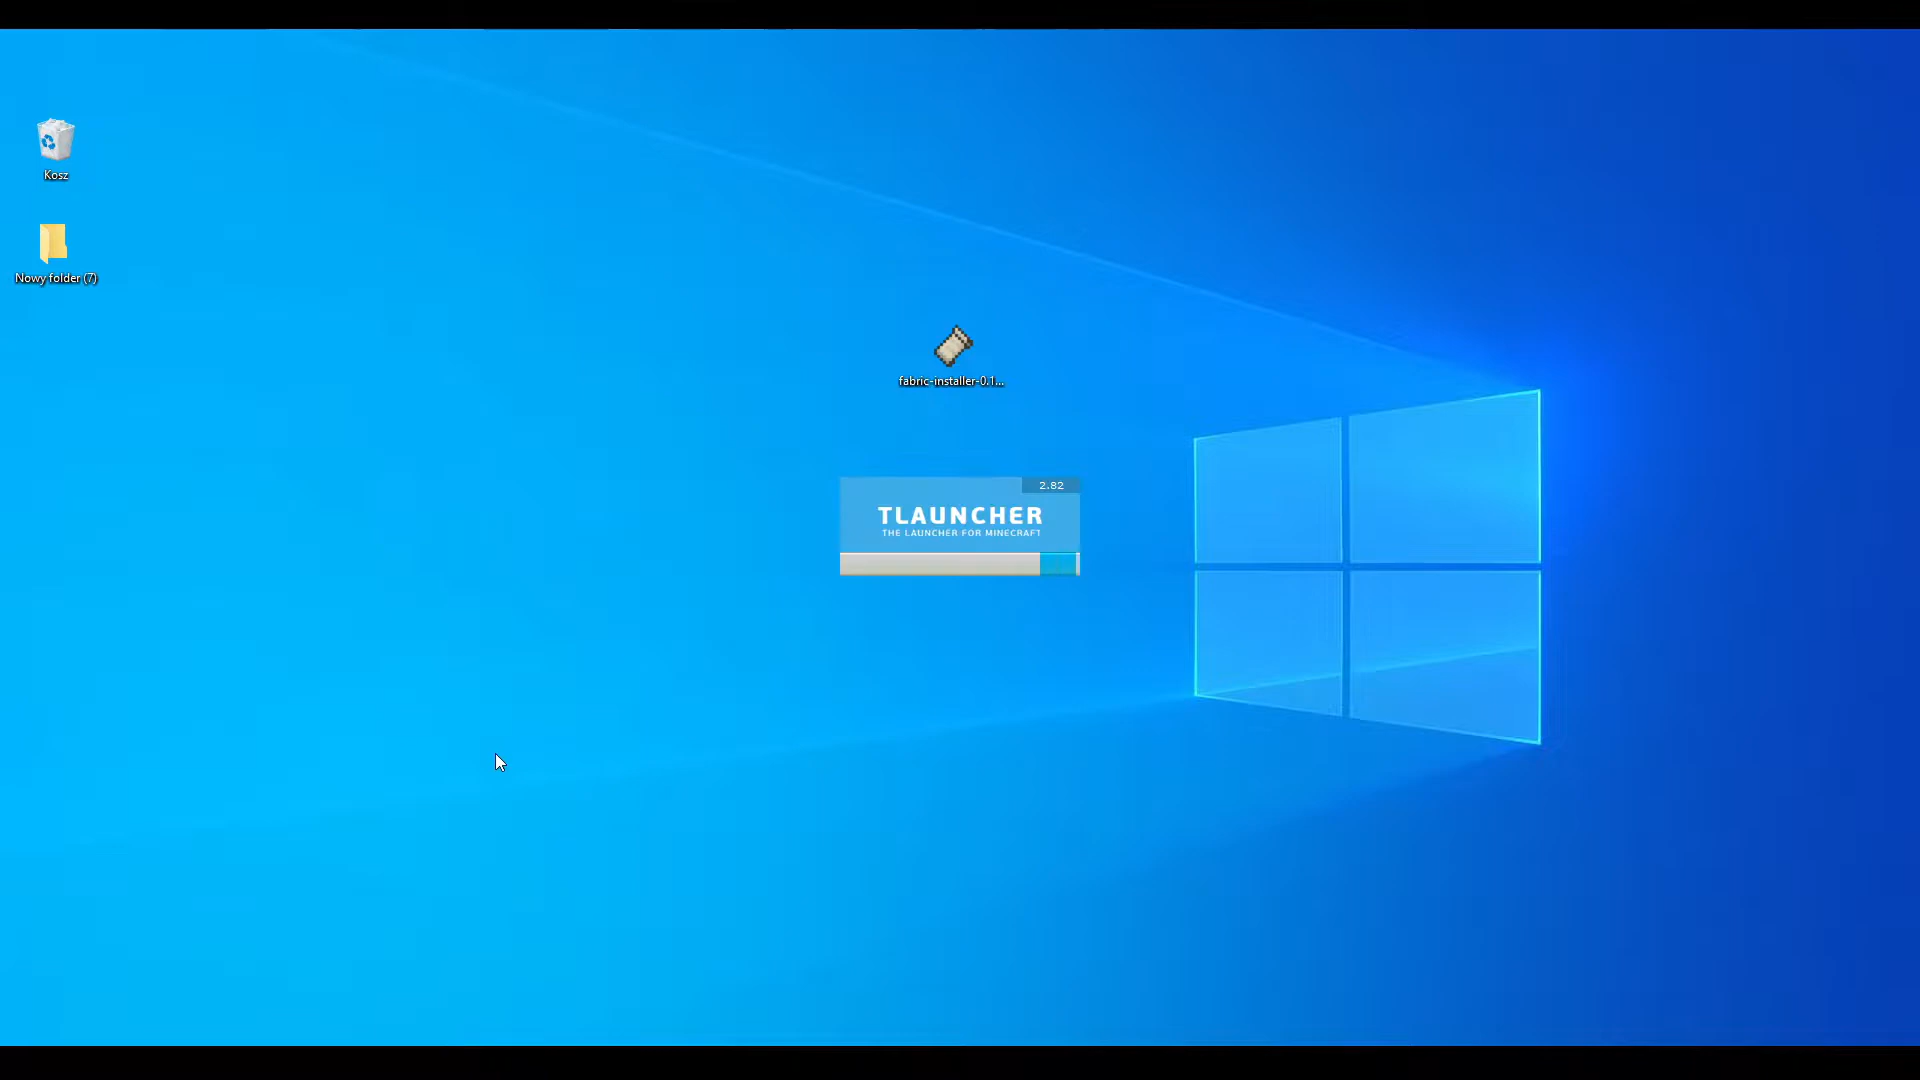 Kosz
Nowy folder (7)
fabric-installer-0.1...
2.82
TLAUNCHER
THE LAUNCHER FOR MINECRAFT